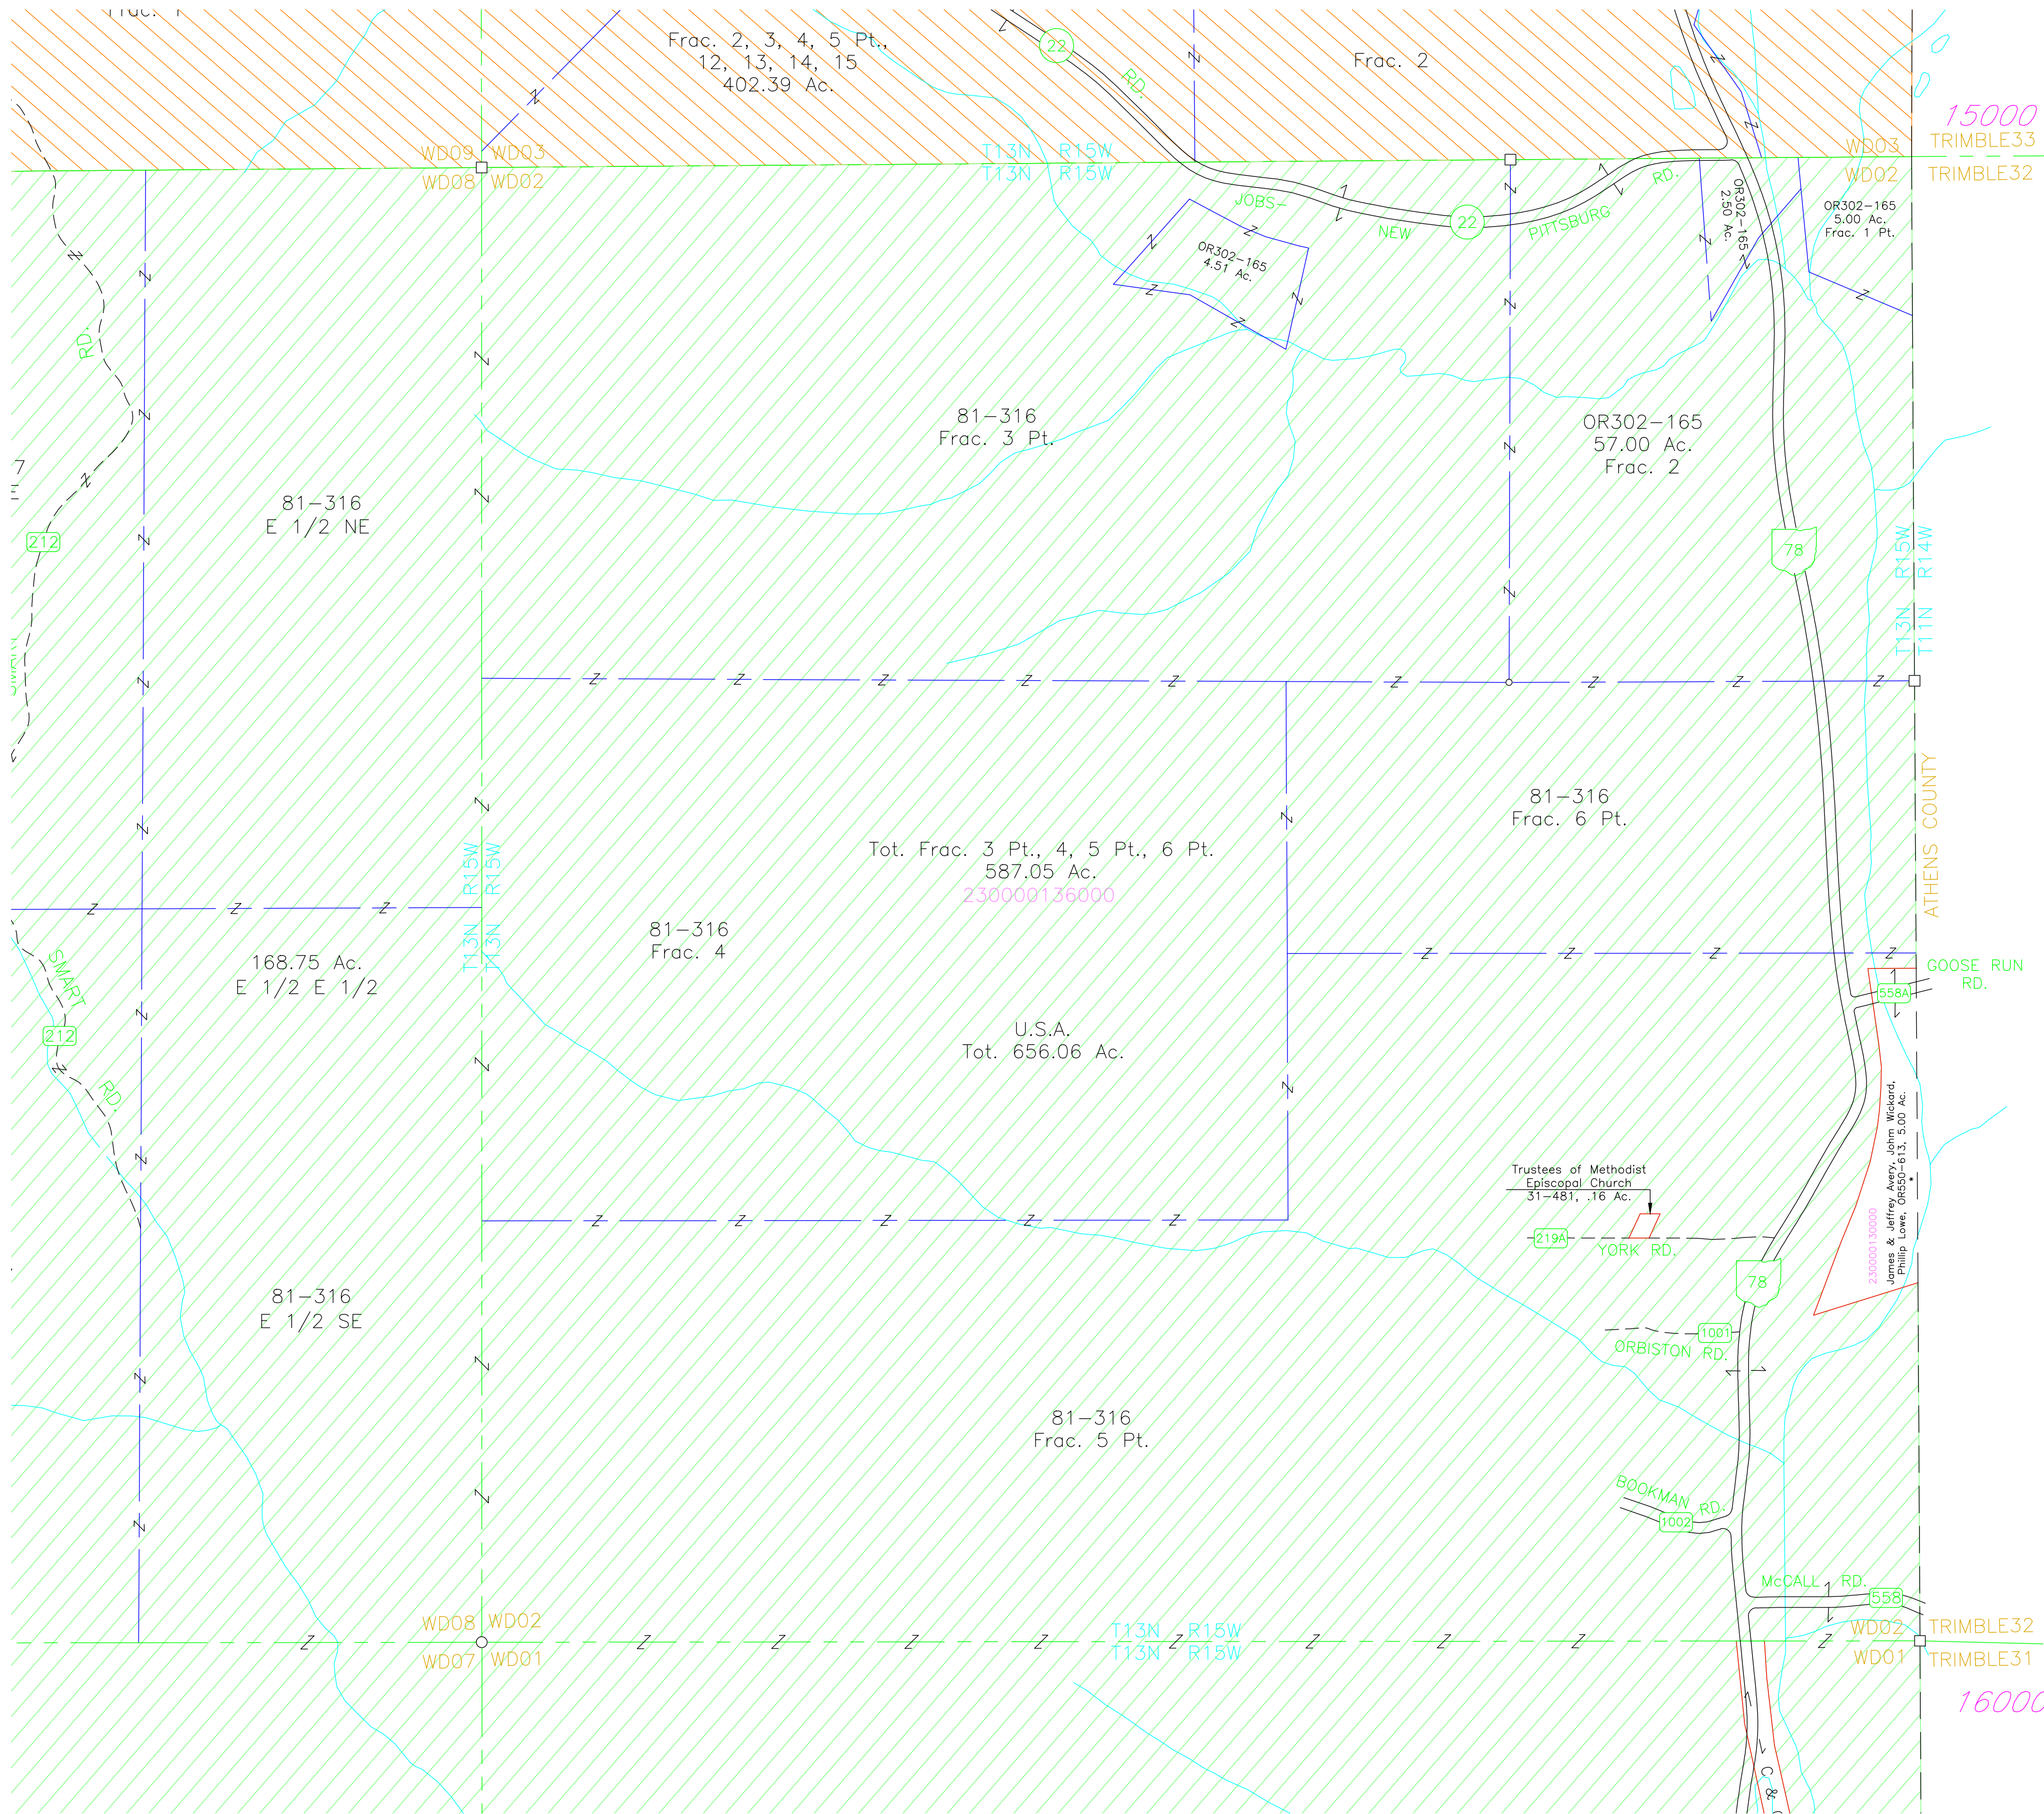 Frac. 2, 3, 4, 5 Pt.,
12, 13, 14, 15
402.39 Ac.
22
RD.
Frac. 2
15000
WD09 WD03
WD08 WD02
T13N R15W
T13N R15W
WD03 TRIMBLE33
WD02 TRIMBLE32
JOBS-
NEW
22
PITTSBURG
RD.
OR302-165
2.50 Ac.
OR302-165
5.00 Ac.
Frac. 1 Pt.
OR302-165
4.51 Ac.
RD.
81-316
Frac. 3 Pt.
OR302-165
57.00 Ac.
Frac. 2
7
E
81-316
E 1/2 NE
212
78
T13N R15W
T11N R14W
SMART
81-316
Frac. 6 Pt.
ATHENS COUNTY
Tot. Frac. 3 Pt., 4, 5 Pt., 6 Pt.
587.05 Ac.
230000136000
T13N R15W
T13N R15W
81-316
Frac. 4
168.75 Ac.
E 1/2 E 1/2
SMART
212
RD.
GOOSE RUN
RD.
558A
U.S.A.
Tot. 656.06 Ac.
230000130000
James & Jeffrey Avery, John Wickard,
Phillip Lowe, OR550-613, 5.00 Ac.
*
Trustees of Methodist
Episcopal Church
31-481, .16 Ac.
219A
YORK RD.
78
81-316
E 1/2 SE
1001
ORBISTON RD.
81-316
Frac. 5 Pt.
BOOKMAN RD.
1002
McCALL RD.
558
WD08 WD02
WD07 WD01
T13N R15W
T13N R15W
WD02 TRIMBLE32
WD01 TRIMBLE31
16000
C &